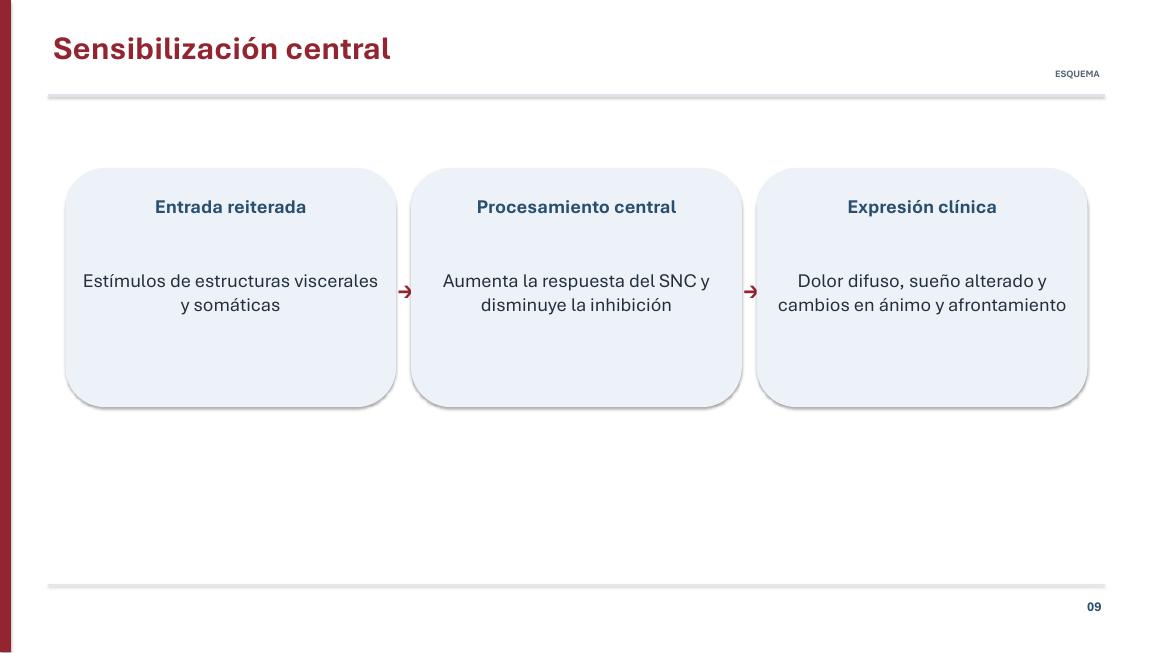 Sensibilización central
ESQUEMA
Entrada reiterada
Estímulos de estructuras viscerales
y somáticas
→
Procesamiento central
Aumenta la respuesta del SNC y
disminuye la inhibición
→
Expresión clínica
Dolor difuso, sueño alterado y
cambios en ánimo y afrontamiento
09